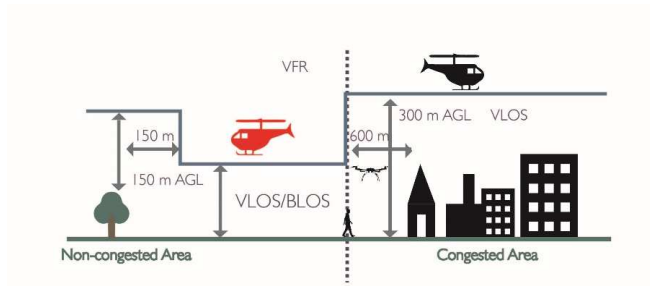 VFR
150 m
150 m AGL
VLOS/BLOS
300 m AGL VLOS
600 m
Non-congested Area
Congested Area